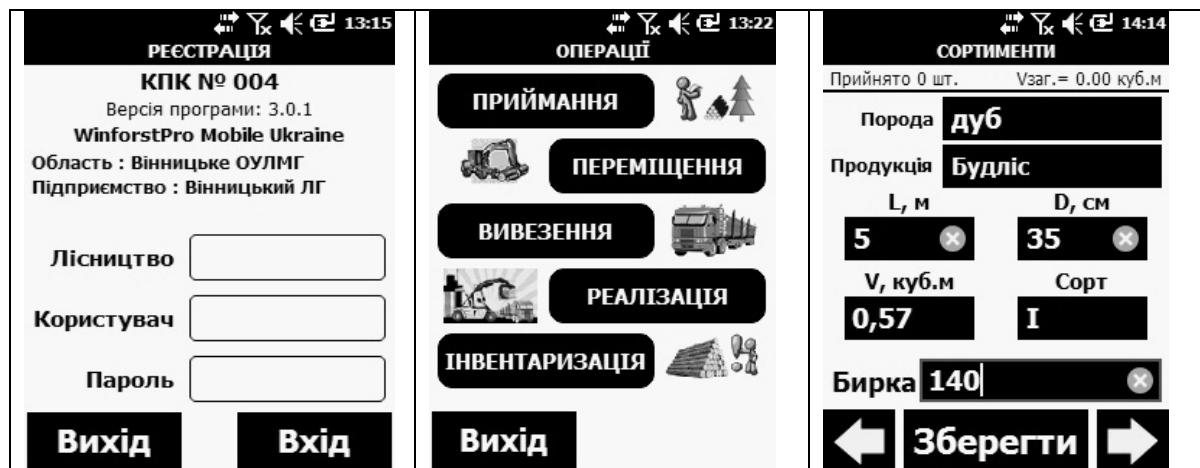 13:15
РЕЄСТРАЦІЯ
КПК № 004
Версія програми: 3.0.1
WinforstPro Mobile Ukraine
Область : Вінницьке ОУЛМГ
Підприємство : Вінницький ЛГ
Лісництво
Користувач
Пароль
Вихід Вхід
13:22
ОПЕРАЦІЇ
ПРИЙМАННЯ
ПЕРЕМІЩЕННЯ
ВИВЕЗЕННЯ
РЕАЛІЗАЦІЯ
ІНВЕНТАРИЗАЦІЯ
Вихід
14:14
СОРТИМЕНТИ
Прийнято 0 шт. Vзаг.= 0.00 куб.м
Порода дуб
Продукція Будліс
L, м D, см
5 35
V, куб.м Сорт
0,57 I
Бирка 140
Зберегти